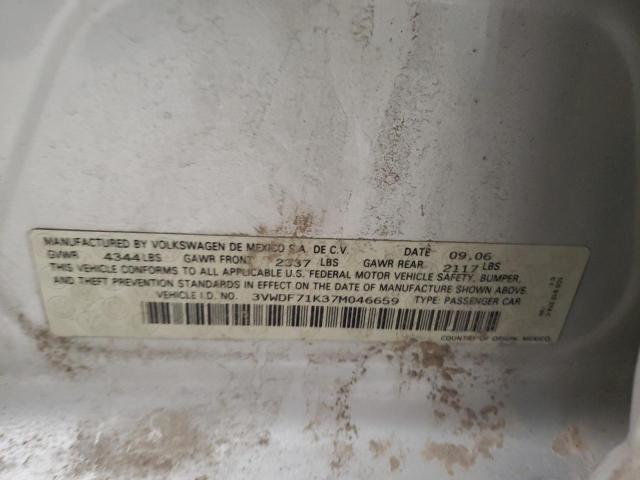 MANUFACTURED BY VOLKSWAGEN DE MEXICO S.A. DE C.V. DATE 09.06
GVWR 4344 LBS GAWR FRONT 2337 LBS GAWR REAR 2117 LBS
THIS VEHICLE CONFORMS TO ALL APPLICABLE U.S. FEDERAL MOTOR VEHICLE SAFETY, BUMPER,
AND THEFT PREVENTION STANDARDS IN EFFECT ON THE DATE OF MANUFACTURE SHOWN ABOVE.
VEHICLE I.D. NO. 3VWDF71K37M046659 TYPE: PASSENGER CAR
COUNTRY OF ORIGIN: MEXICO